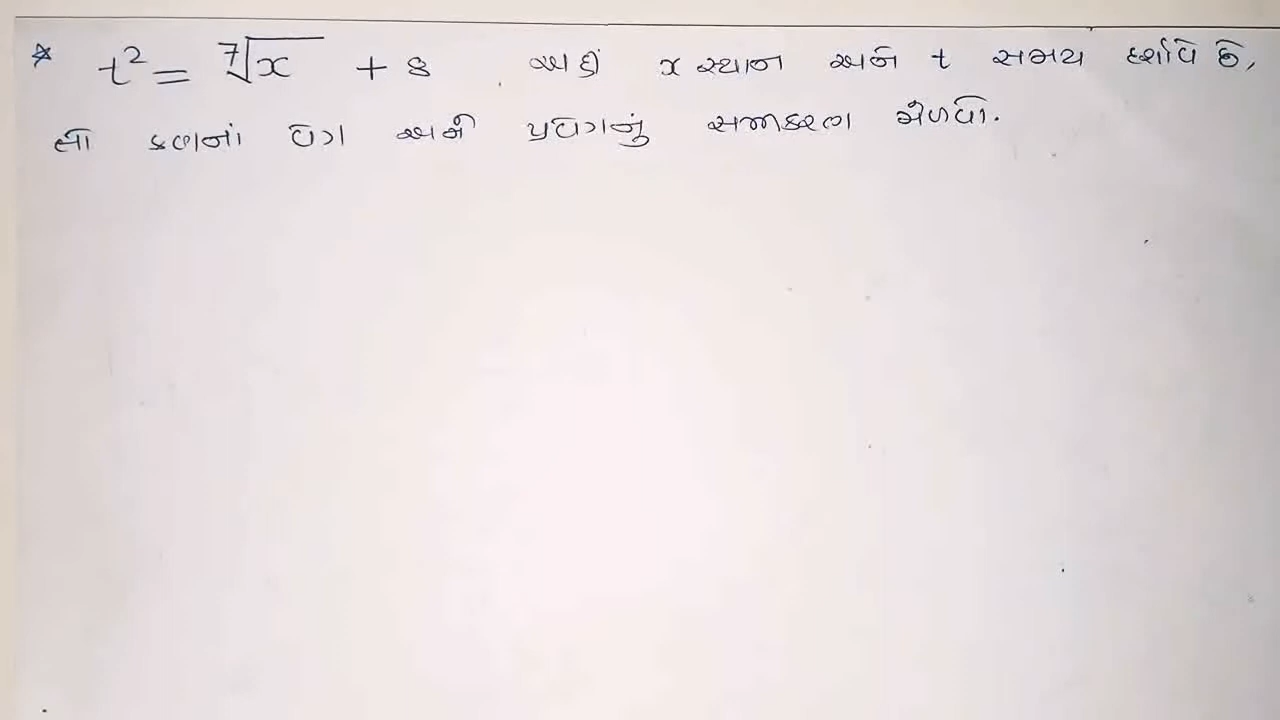 ☆ t² = ⁷√x + 8 અહીં x સ્થાન અને t સમય દર્શાવે છે,
તો કણનાં વેગ અને પ્રવેગનું સમીકરણ મેળવો.